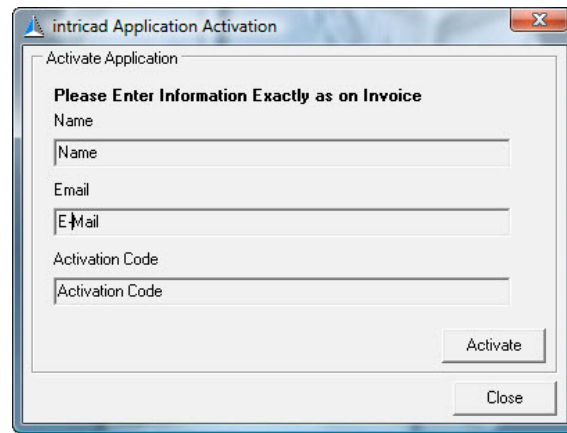 intricad Application Activation
Activate Application
Please Enter Information Exactly as on Invoice
Name
Name
Email
E-Mail
Activation Code
Activation Code
Activate
Close